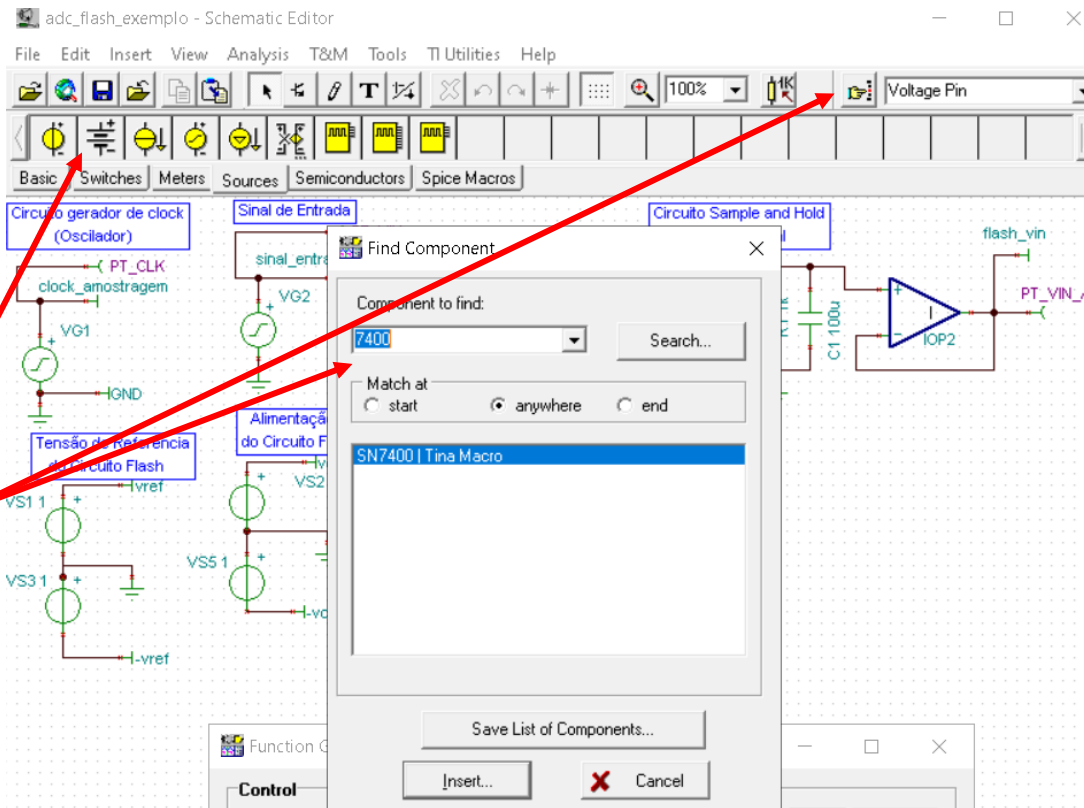 adc_flash_exemplo - Schematic Editor
File Edit Insert View Analysis T&M Tools TI Utilities Help
T 100% 1K Voltage Pin
Basic Switches Meters Sources Semiconductors Spice Macros
Circuito gerador de clock
(Oscilador)
Sinal de Entrada
Circuito Sample and Hold
flash_vin
PT_CLK
clock_amostragem
sinal_entra
VG2
VG1
GND
PT_VIN_
C1 100u
IOP2
Find Component
Component to find:
7400
Search...
Match at
start anywhere end
SN7400 | Tina Macro
Alimentaçã
do Circuito F
Tensão de Referência
do Circuito Flash
vref
VS1 1
VS2
VS5 1
VS3 1
-vref
Save List of Components...
Insert... Cancel
Function G
Control